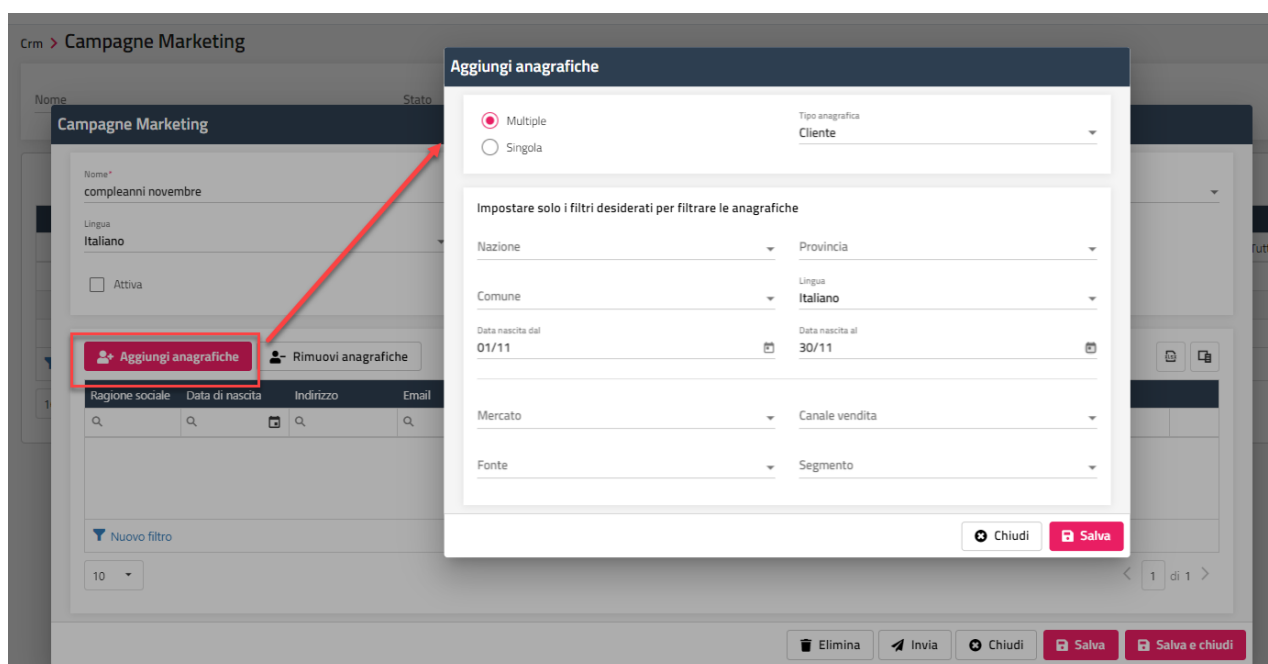 Crm > Campagne Marketing
Nome
Stato
Campagne Marketing
Nome*
compleanni novembre
Lingua
Italiano
Attiva
Aggiungi anagrafiche
Rimuovi anagrafiche
Ragione sociale Data di nascita Indirizzo Email
Nuovo filtro
10
1 di 1
Elimina Invia Chiudi Salva Salva e chiudi
Aggiungi anagrafiche
Multiple
Singola
Tipo anagrafica
Cliente
Impostare solo i filtri desiderati per filtrare le anagrafiche
Nazione Provincia
Comune
Lingua
Italiano
Data nascita dal
01/11
Data nascita al
30/11
Mercato Canale vendita
Fonte Segmento
Chiudi Salva